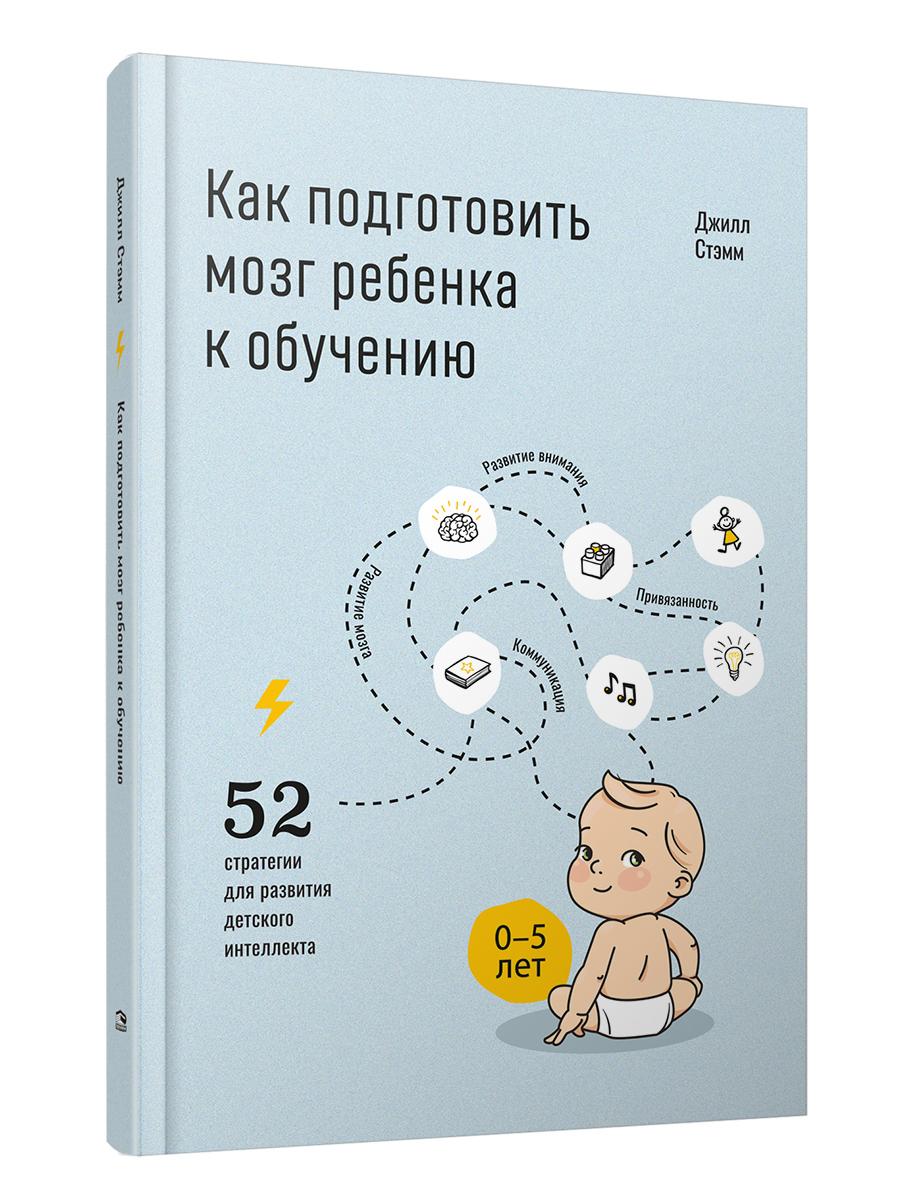 Как подготовить
мозг ребенка
к обучению
Джилл
Стэмм
Развитие внимания
Развитие мозга
Привязанность
Коммуникация
52
стратегии
для развития
детского
интеллекта
0–5
лет
Джилл Стэмм
Как подготовить мозг ребенка к обучению